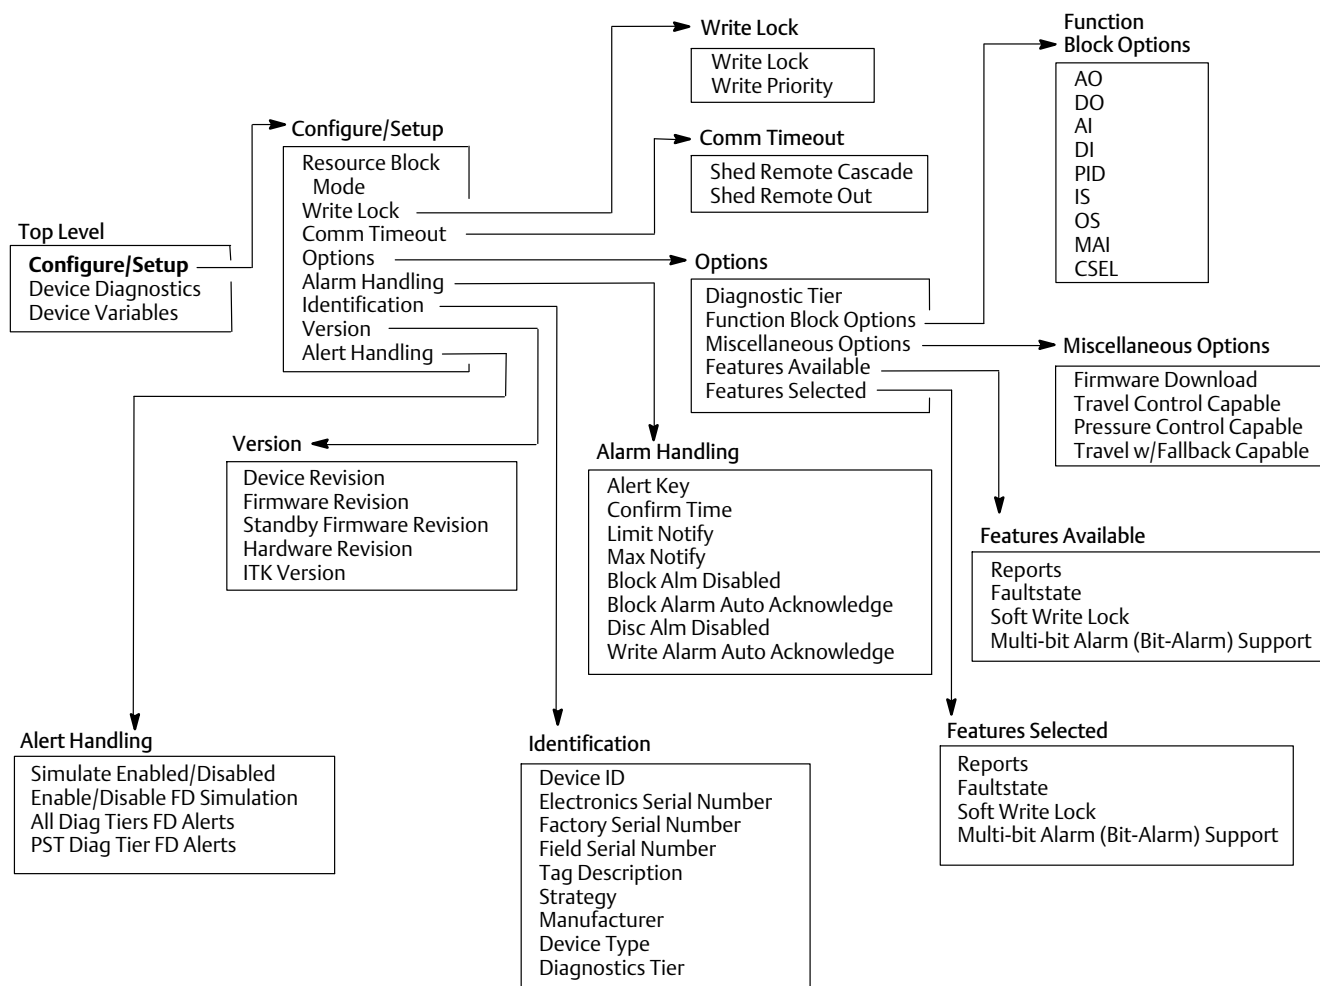 Top Level
Configure/Setup
Device Diagnostics
Device Variables
Configure/Setup
Resource Block
Mode
Write Lock
Comm Timeout
Options
Alarm Handling
Identification
Version
Alert Handling
Write Lock
Write Lock
Write Priority
Comm Timeout
Shed Remote Cascade
Shed Remote Out
Options
Diagnostic Tier
Function Block Options
Miscellaneous Options
Features Available
Features Selected
Function
Block Options
AO
DO
AI
DI
PID
IS
OS
MAI
CSEL
Miscellaneous Options
Firmware Download
Travel Control Capable
Pressure Control Capable
Travel w/Fallback Capable
Version
Device Revision
Firmware Revision
Standby Firmware Revision
Hardware Revision
ITK Version
Alarm Handling
Alert Key
Confirm Time
Limit Notify
Max Notify
Block Alm Disabled
Block Alarm Auto Acknowledge
Disc Alm Disabled
Write Alarm Auto Acknowledge
Features Available
Reports
Faultstate
Soft Write Lock
Multi-bit Alarm (Bit-Alarm) Support
Alert Handling
Simulate Enabled/Disabled
Enable/Disable FD Simulation
All Diag Tiers FD Alerts
PST Diag Tier FD Alerts
Identification
Device ID
Electronics Serial Number
Factory Serial Number
Field Serial Number
Tag Description
Strategy
Manufacturer
Device Type
Diagnostics Tier
Features Selected
Reports
Faultstate
Soft Write Lock
Multi-bit Alarm (Bit-Alarm) Support